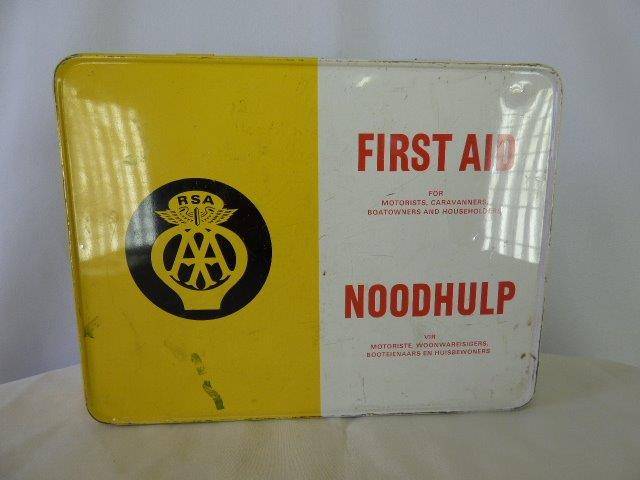 RSA
AA
FIRST AID
FOR
MOTORISTS, CARAVANNERS,
BOATOWNERS AND HOUSEHOLDERS
NOODHULP
VIR
MOTORISTE, WOONWAREISIGERS,
BOOTEIENAARS EN HUISBEWONERS